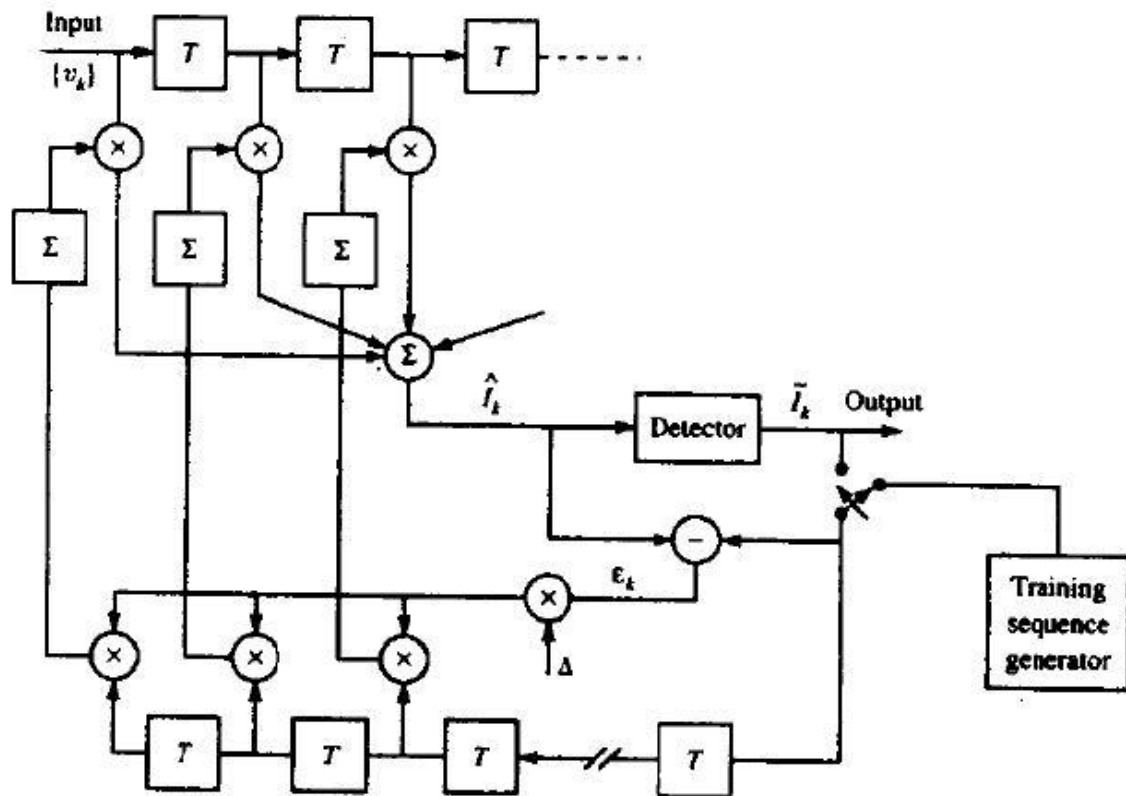 Input
{v_k}
T
T
T
×
×
×
Σ
Σ
Σ
Σ
Î_k
Detector
Ĩ_k
Output
−
ε_k
×
Δ
×
×
×
Training
sequence
generator
T
T
T
T